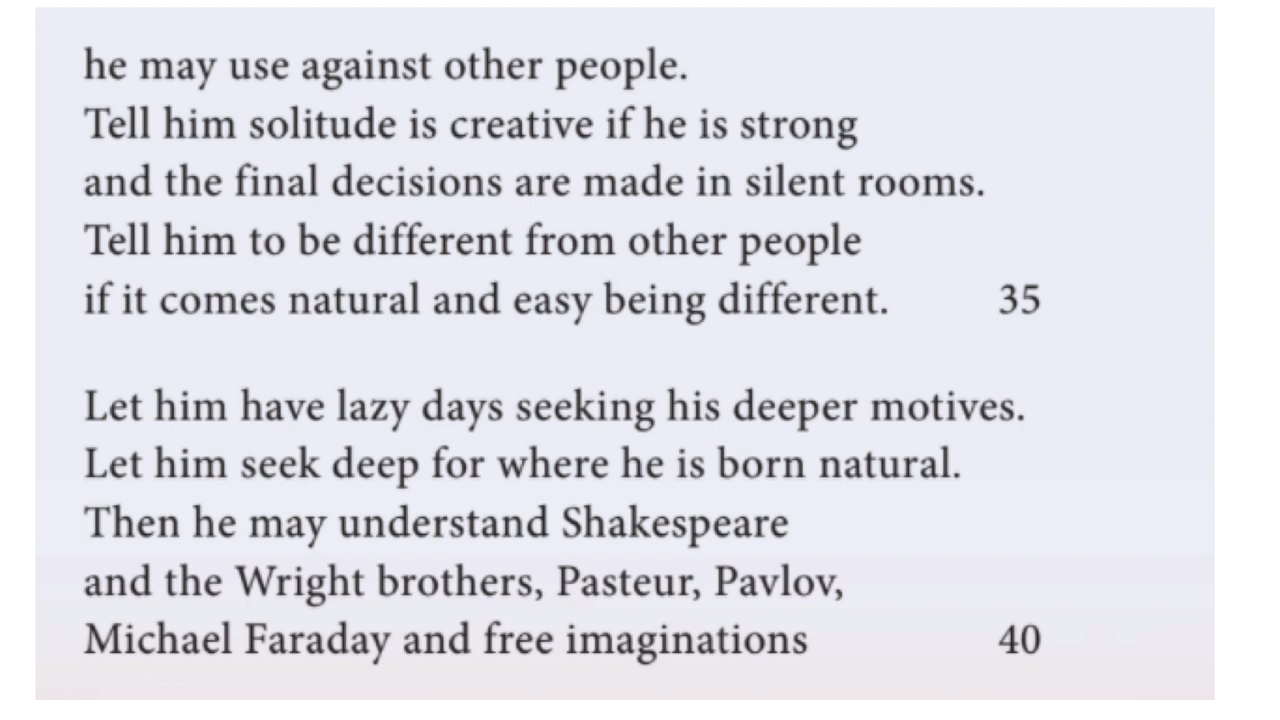 he may use against other people.
Tell him solitude is creative if he is strong
and the final decisions are made in silent rooms.
Tell him to be different from other people
if it comes natural and easy being different. 35
Let him have lazy days seeking his deeper motives.
Let him seek deep for where he is born natural.
Then he may understand Shakespeare
and the Wright brothers, Pasteur, Pavlov,
Michael Faraday and free imaginations 40